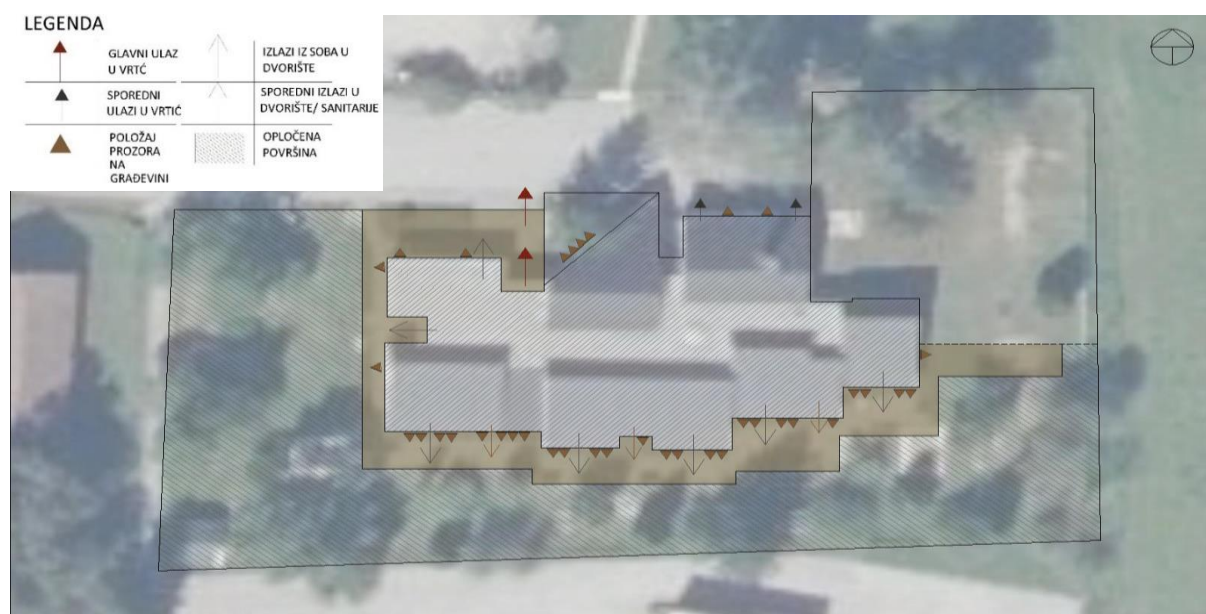 LEGENDA
GLAVNI ULAZ
U VRTĆ
IZLAZI IZ SOBA U
DVORIŠTE
SPOREDNI
ULAZI U VRTIĆ
SPOREDNI IZLAZI U
DVORIŠTE/ SANITARIJE
POLOŽAJ
PROZORA
NA
GRAĐEVINI
OPLOČENA
POVRŠINA